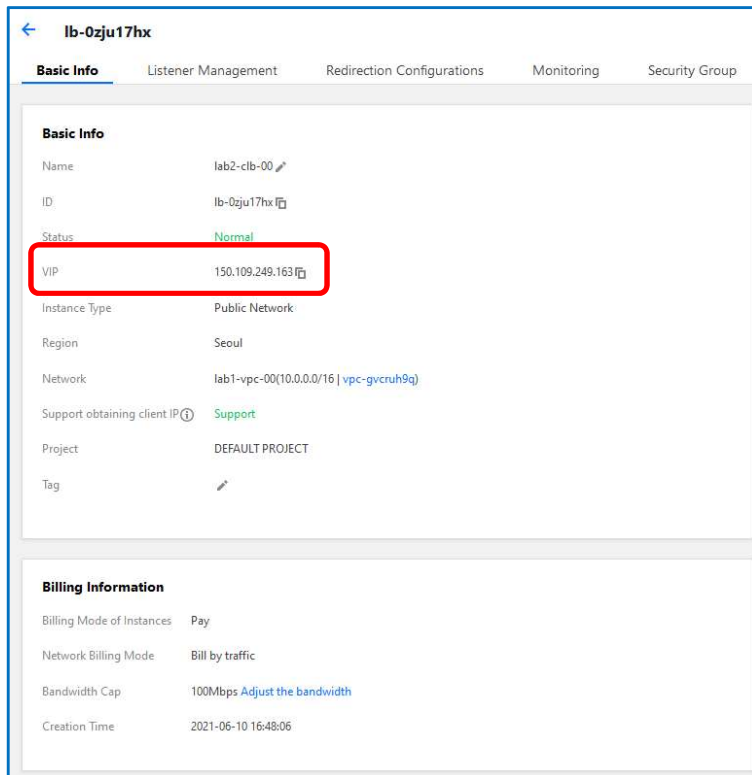 lb-0zju17hx
Basic Info Listener Management Redirection Configurations Monitoring Security Group
Basic Info
Name lab2-clb-00
ID lb-0zju17hx
Status Normal
VIP 150.109.249.163
Instance Type Public Network
Region Seoul
Network lab1-vpc-00(10.0.0.0/16 | vpc-gvcruh9q)
Support obtaining client IP Support
Project DEFAULT PROJECT
Tag
Billing Information
Billing Mode of Instances Pay
Network Billing Mode Bill by traffic
Bandwidth Cap 100Mbps Adjust the bandwidth
Creation Time 2021-06-10 16:48:06